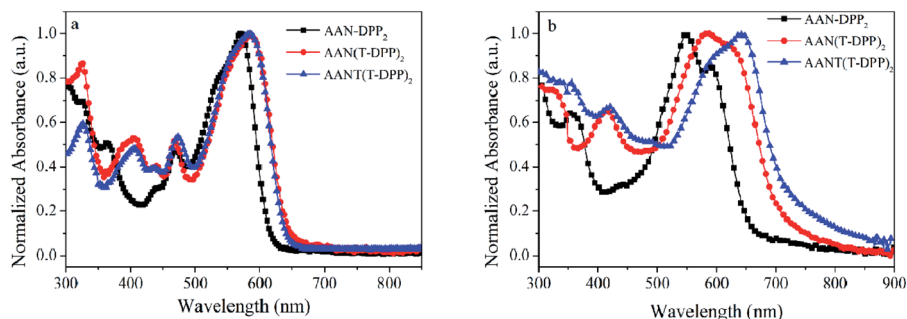 a
AAN-DPP2
AAN(T-DPP)2
AANT(T-DPP)2
Normalized Absorbance (a.u.)
1.0
0.8
0.6
0.4
0.2
0.0
300 400 500 600 700 800
Wavelength (nm)
b
AAN-DPP2
AAN(T-DPP)2
AANT(T-DPP)2
Normalized Absorbance (a.u.)
1.0
0.8
0.6
0.4
0.2
0.0
300 400 500 600 700 800 900
Wavelength (nm)